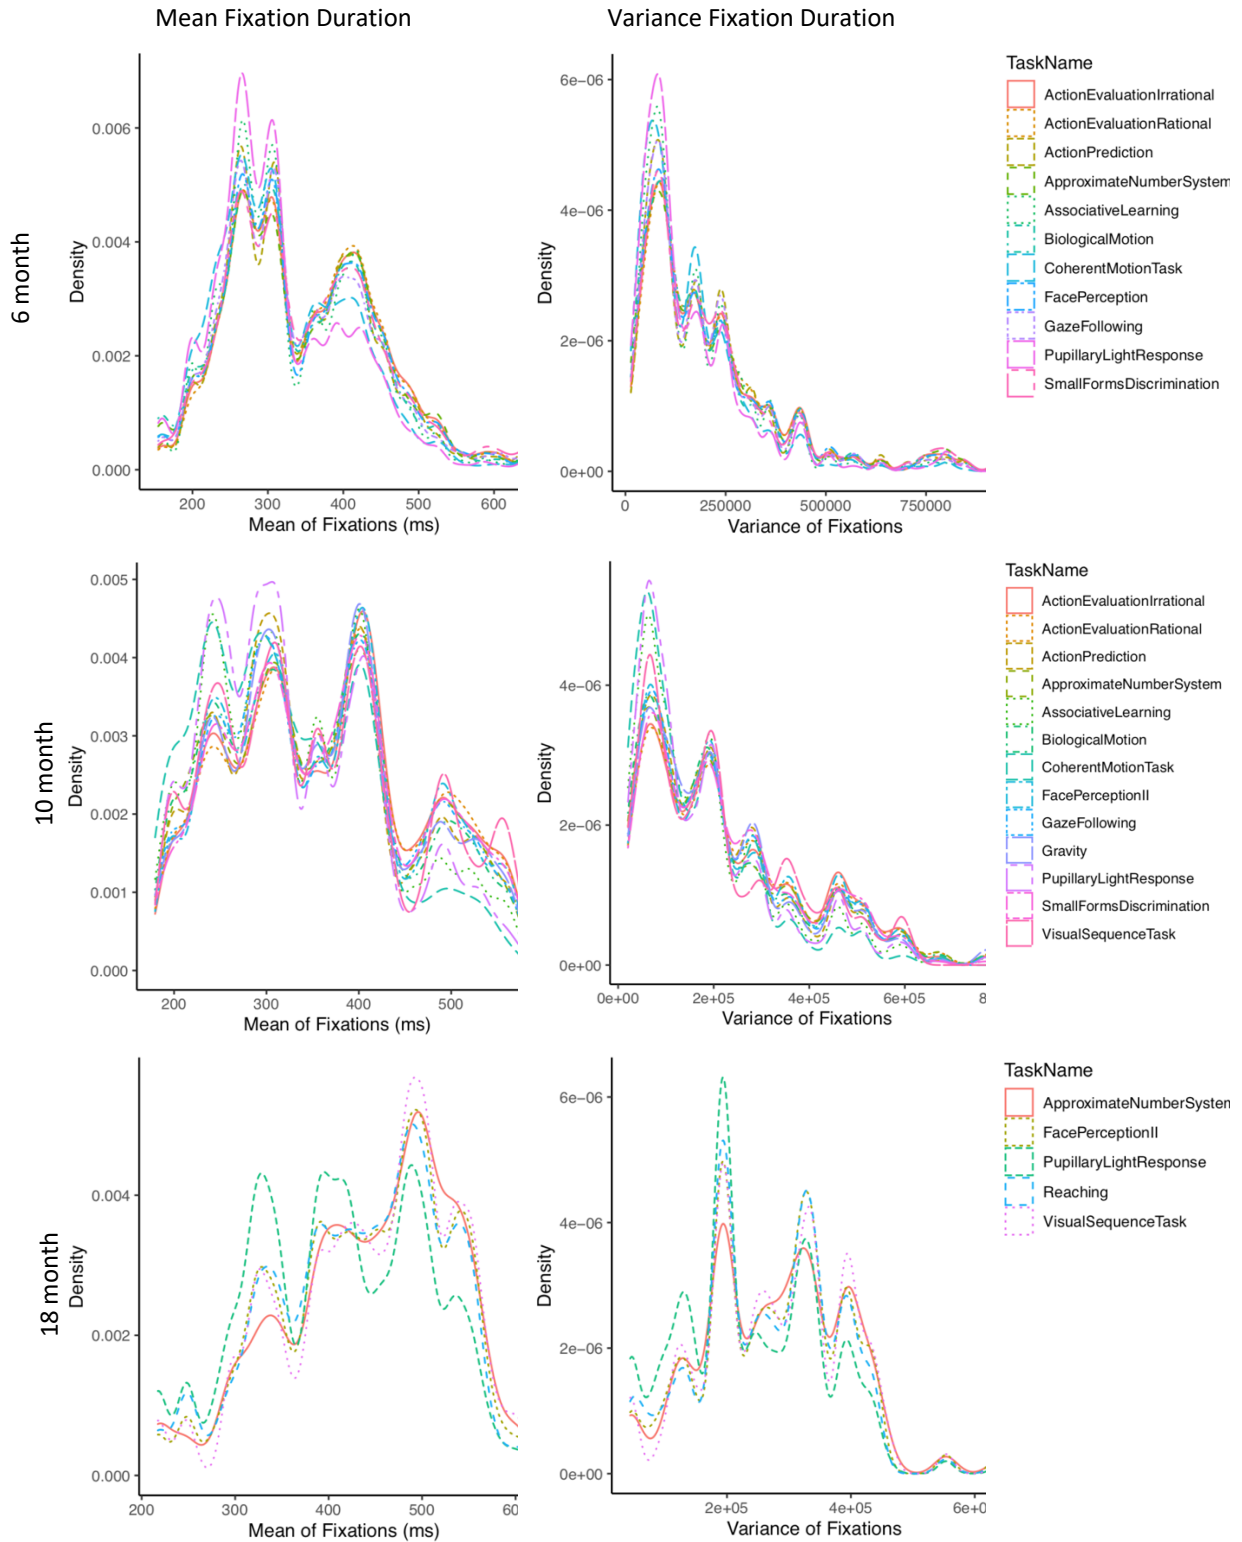 Mean Fixation Duration
Variance Fixation Duration
6 month
Density
0.006
0.004
0.002
0.000
200 300 400 500 600
Mean of Fixations (ms)
Density
6e−06
4e−06
2e−06
0e+00
0 250000 500000 750000
Variance of Fixations
TaskName
ActionEvaluationIrrational
ActionEvaluationRational
ActionPrediction
ApproximateNumberSystem
AssociativeLearning
BiologicalMotion
CoherentMotionTask
FacePerception
GazeFollowing
PupillaryLightResponse
SmallFormsDiscrimination
10 month
Density
0.005
0.004
0.003
0.002
0.001
0.000
200 300 400 500
Mean of Fixations (ms)
Density
4e−06
2e−06
0e+00
0e+00 2e+05 4e+05 6e+05 8
Variance of Fixations
TaskName
ActionEvaluationIrrational
ActionEvaluationRational
ActionPrediction
ApproximateNumberSystem
AssociativeLearning
BiologicalMotion
CoherentMotionTask
FacePerceptionII
GazeFollowing
Gravity
PupillaryLightResponse
SmallFormsDiscrimination
VisualSequenceTask
18 month
Density
0.004
0.002
0.000
200 300 400 500 60
Mean of Fixations (ms)
Density
6e−06
4e−06
2e−06
0e+00
2e+05 4e+05 6e+0
Variance of Fixations
TaskName
ApproximateNumberSysten
FacePerceptionII
PupillaryLightResponse
Reaching
VisualSequenceTask